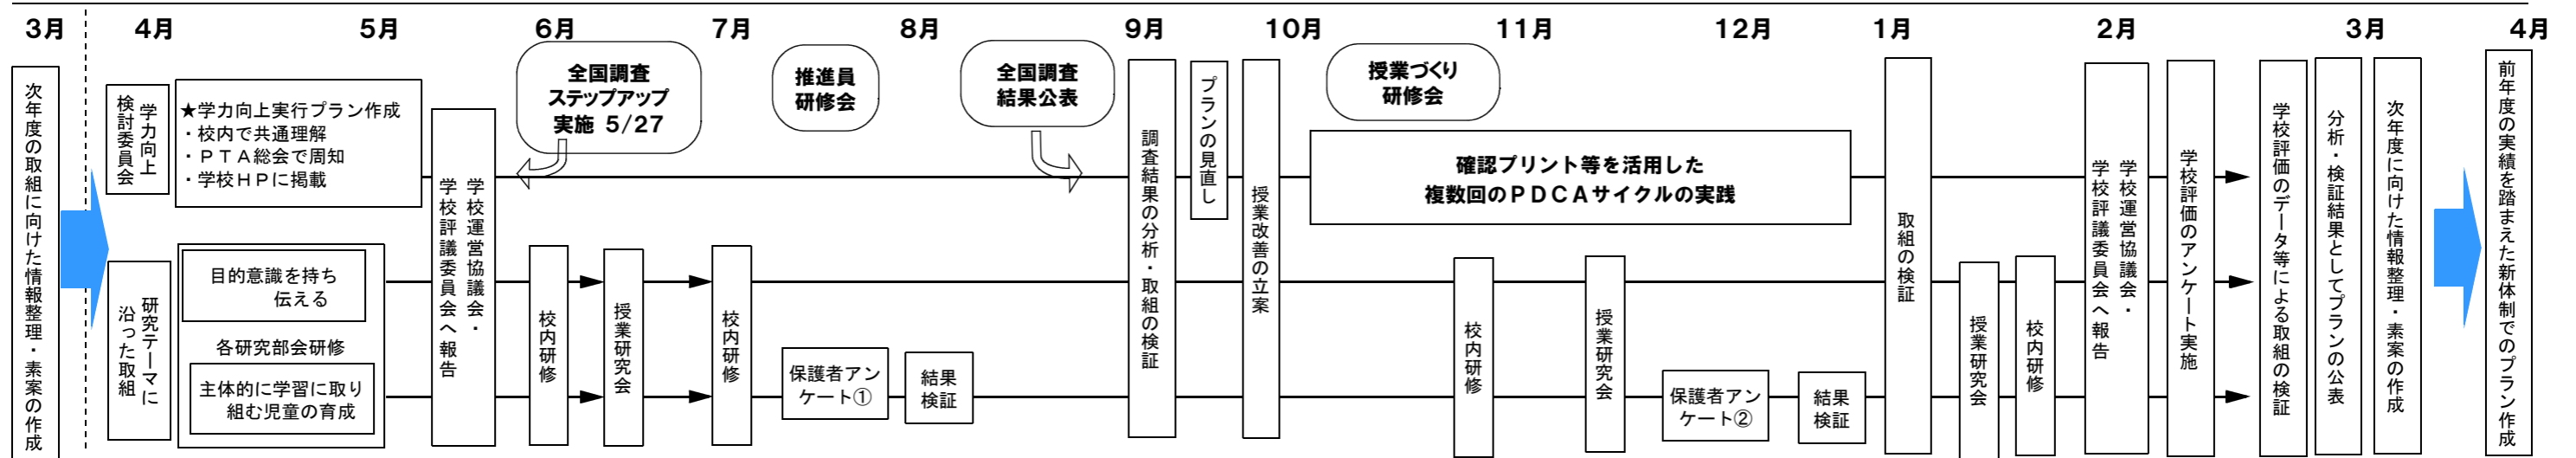 3月
4月
5月
6月
7月
8月
9月
10月
11月
12月
1月
2月
3月
4月
次年度の取組に向けた情報整理・素案の作成
学力向上
検討委員会
★学力向上実行プラン作成
・校内で共通理解
・ＰＴＡ総会で周知
・学校ＨＰに掲載
研究テーマに
沿った取組
目的意識を持ち
伝える
各研究部会研修
主体的に学習に取り
組む児童の育成
学校運営協議会・
学校評議委員会へ報告
全国調査
ステップアップ
実施 5/27
校内研修
授業研究会
校内研修
推進員
研修会
保護者アン
ケート①
結果
検証
全国調査
結果公表
調査結果の分析・取組の検証
プランの見直し
授業改善の立案
授業づくり
研修会
確認プリント等を活用した
複数回のＰＤＣＡサイクルの実践
校内研修
授業研究会
保護者アン
ケート②
結果
検証
取組の検証
授業研究会
校内研修
学校運営協議会・
学校評議委員会へ報告
学校評価のアンケート実施
学校評価のデータ等による取組の検証
分析・検証結果としてプランの公表
次年度に向けた情報整理・素案の作成
前年度の実績を踏まえた新体制でのプラン作成